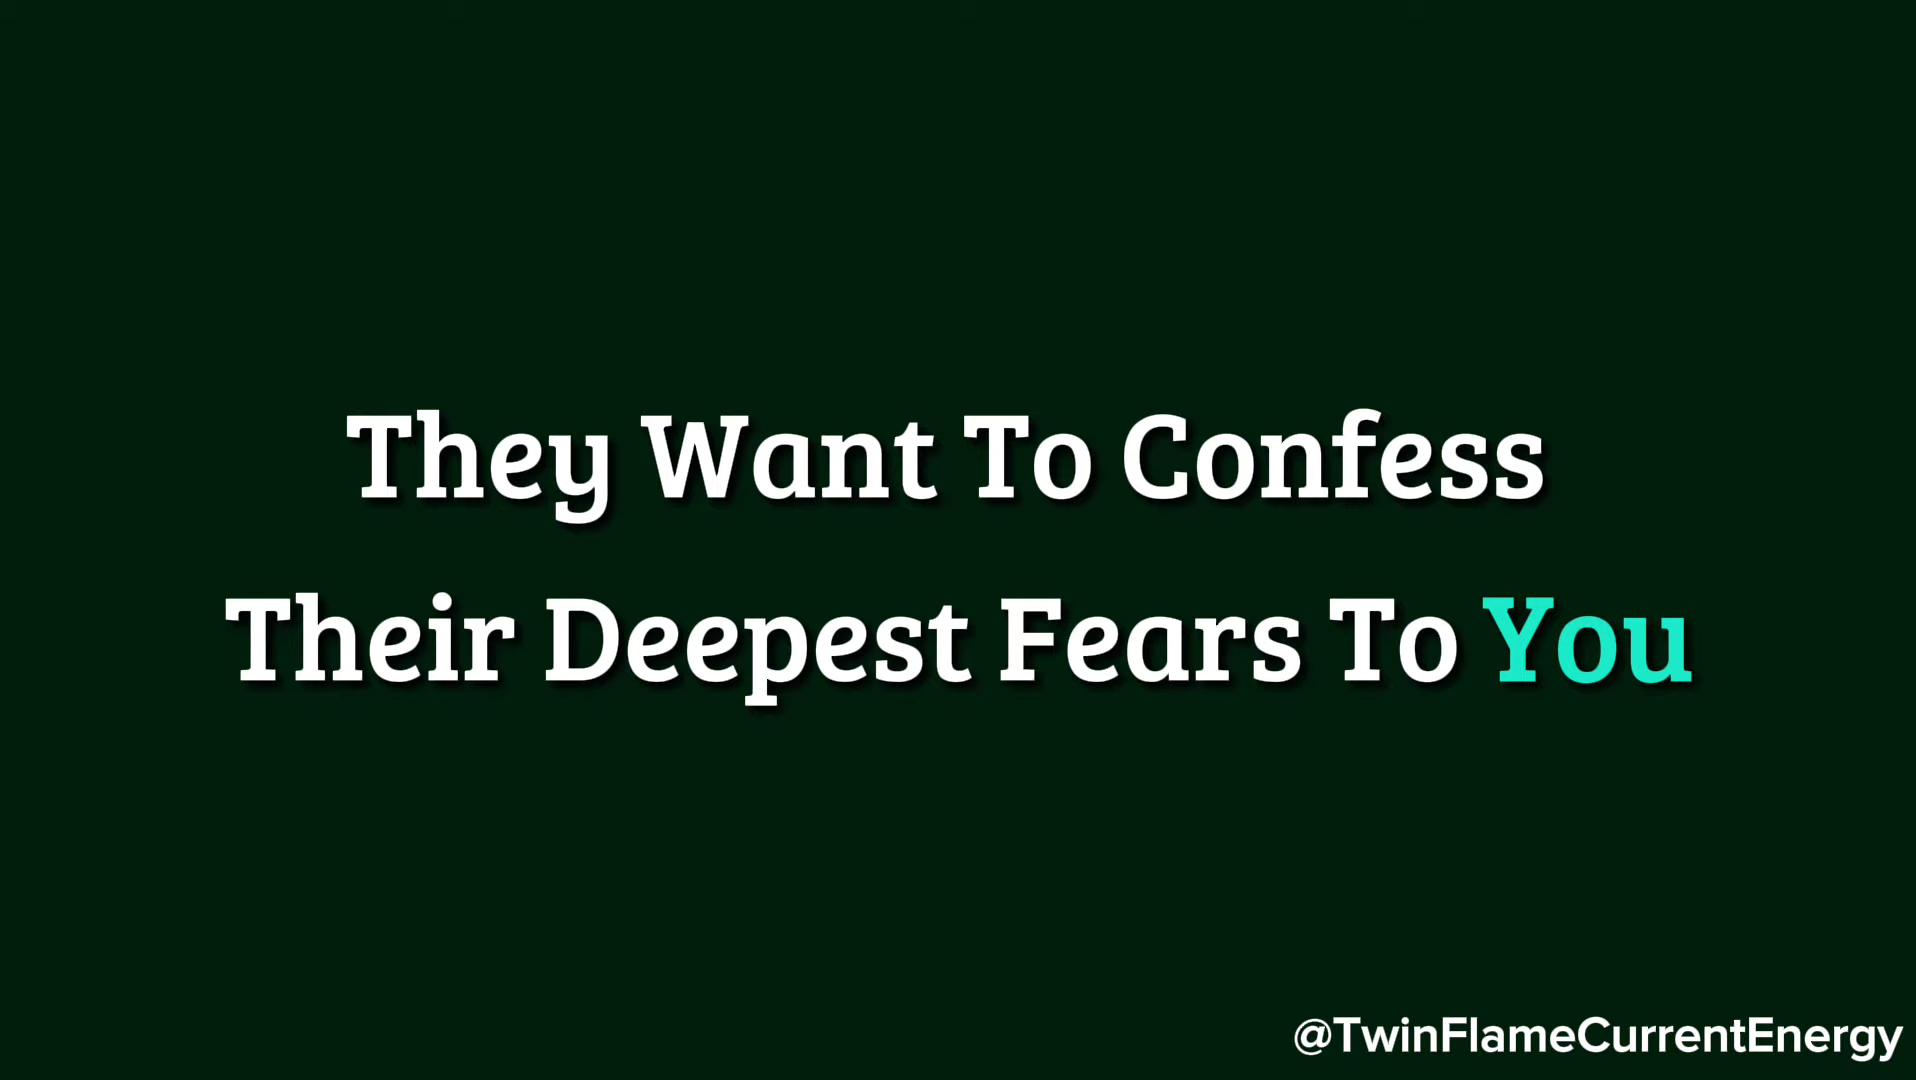 They Want To Confess
Their Deepest Fears To You
@TwinFlameCurrentEnergy